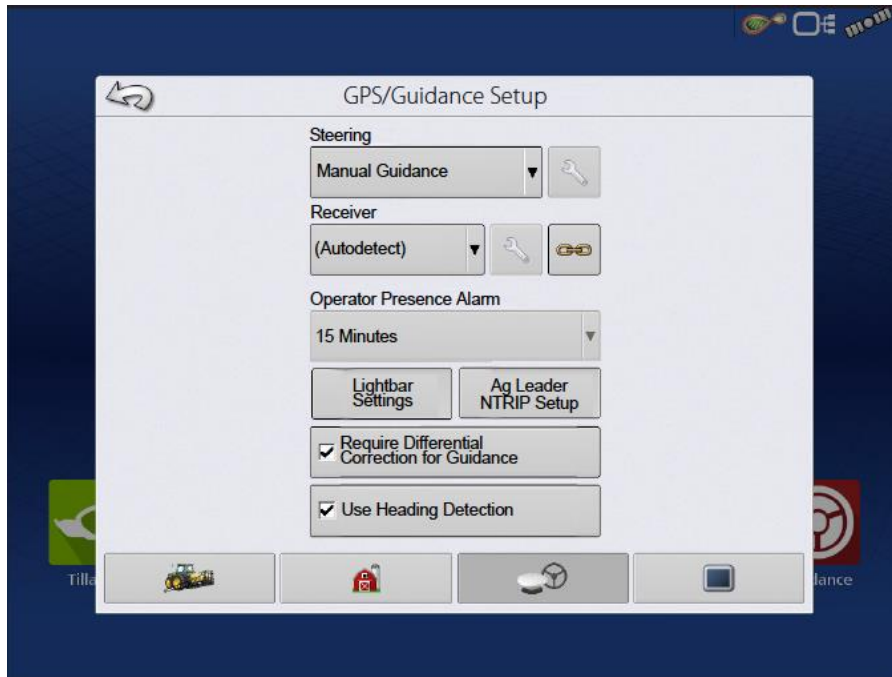 GPS/Guidance Setup
Steering
Manual Guidance
Receiver
(Autodetect)
Operator Presence Alarm
15 Minutes
Lightbar
Settings
Ag Leader
NTRIP Setup
Require Differential
Correction for Guidance
Use Heading Detection
Tilla
dance